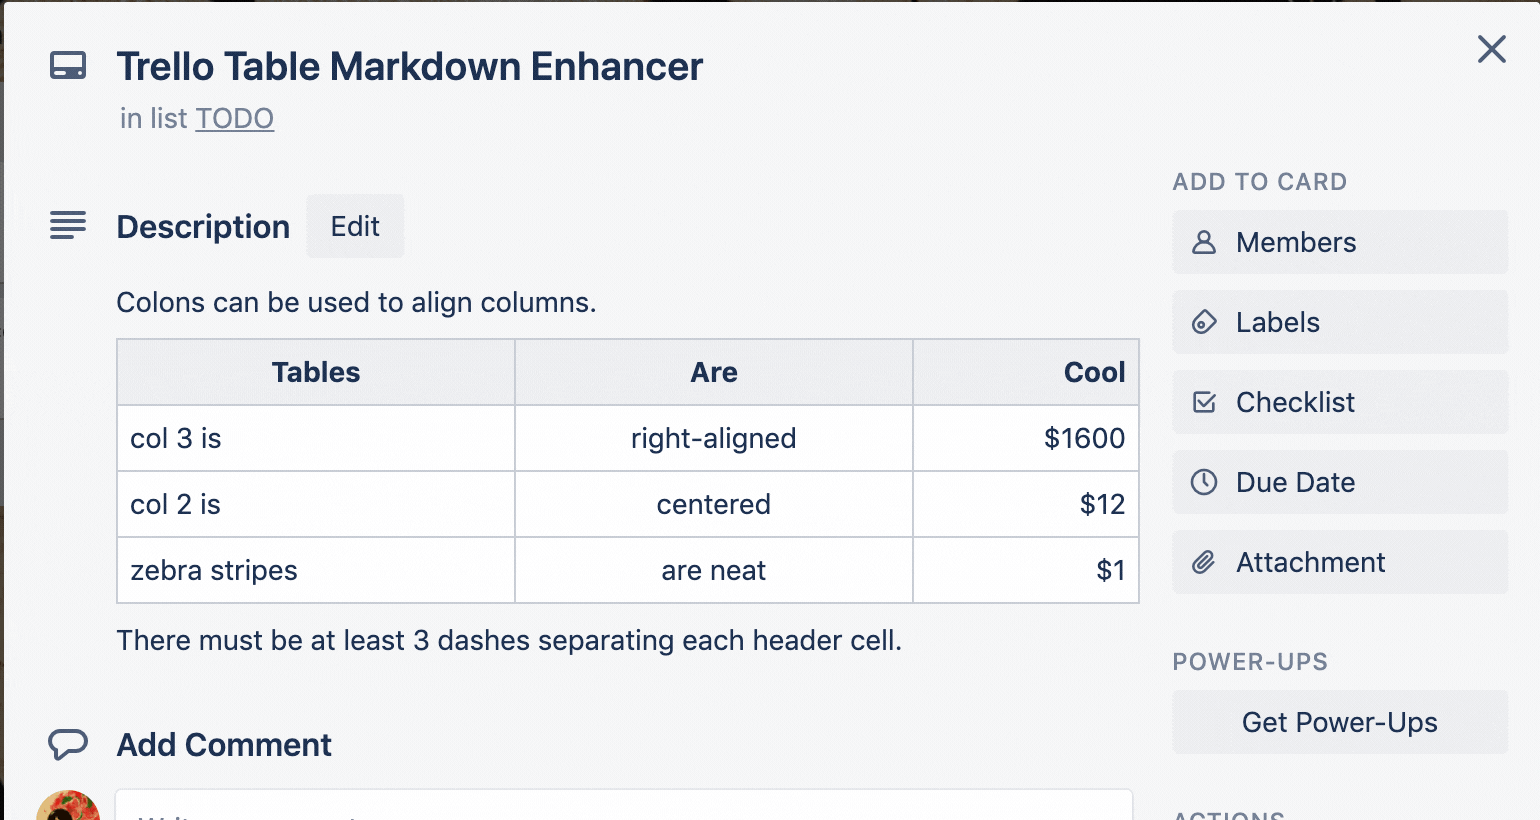 Trello Table Markdown Enhancer
in list TODO
Description Edit
Colons can be used to align columns.
Tables Are Cool
col 3 is right-aligned $1600
col 2 is centered $12
zebra stripes are neat $1
There must be at least 3 dashes separating each header cell.
Add Comment
ADD TO CARD
Members
Labels
Checklist
Due Date
Attachment
POWER-UPS
Get Power-Ups
ACTIONS